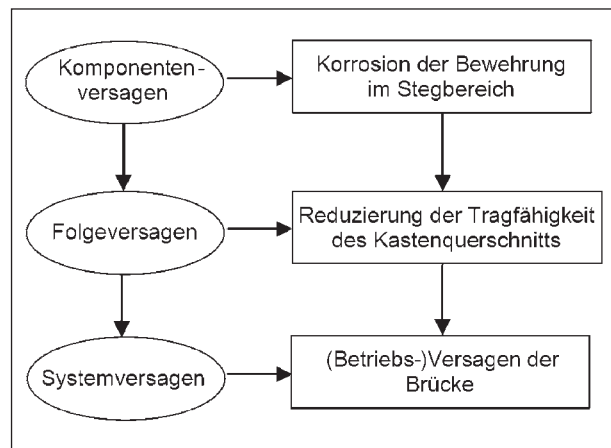 Komponenten-
versagen
Korrosion der Bewehrung
im Stegbereich
Folgeversagen
Reduzierung der Tragfähigkeit
des Kastenquerschnitts
Systemversagen
(Betriebs-)Versagen der
Brücke